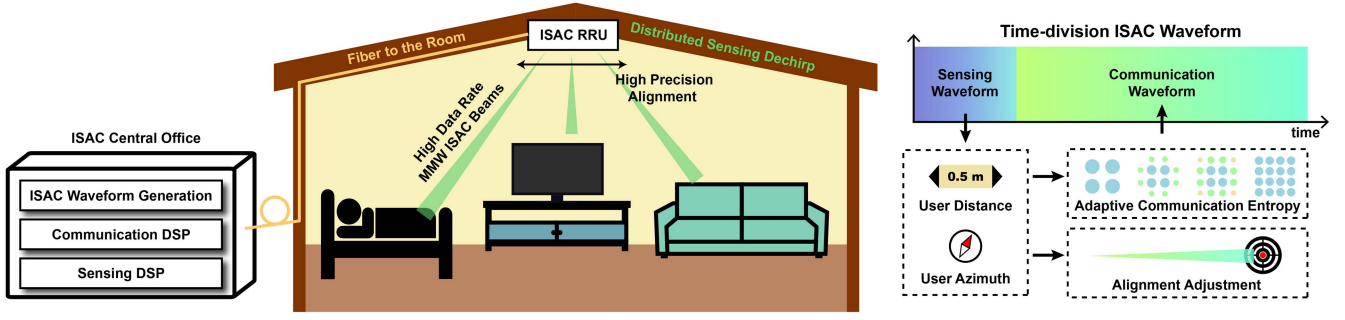 ISAC Central Office
ISAC Waveform Generation
Communication DSP
Sensing DSP
Fiber to the Room
ISAC RRU
Distributed Sensing Dechirp
High Precision
Alignment
High Data Rate
MMW ISAC Beams
Time-division ISAC Waveform
Sensing
Waveform
Communication
Waveform
time
0.5 m
User Distance
Adaptive Communication Entropy
User Azimuth
Alignment Adjustment